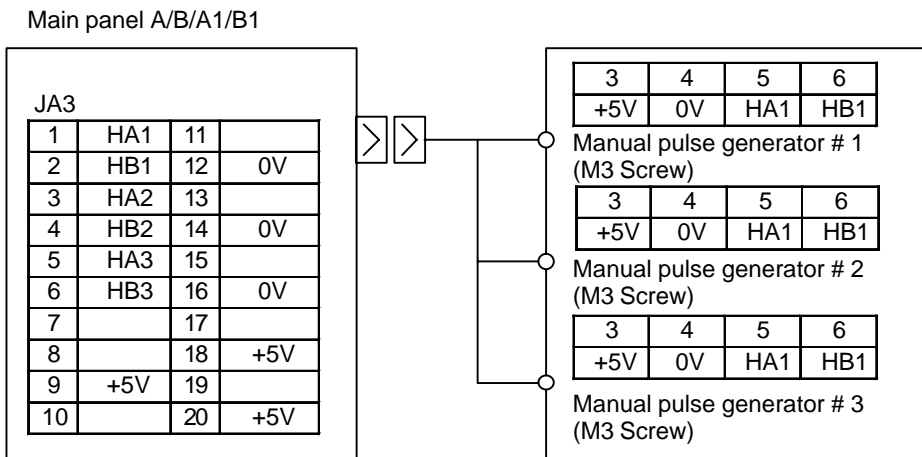 Main panel A/B/A1/B1
JA3
1 HA1 11
2 HB1 12 0V
3 HA2 13
4 HB2 14 0V
5 HA3 15
6 HB3 16 0V
7 17
8 18 +5V
9 +5V 19
10 20 +5V
3 4 5 6
+5V 0V HA1 HB1
Manual pulse generator # 1
(M3 Screw)
3 4 5 6
+5V 0V HA1 HB1
Manual pulse generator # 2
(M3 Screw)
3 4 5 6
+5V 0V HA1 HB1
Manual pulse generator # 3
(M3 Screw)